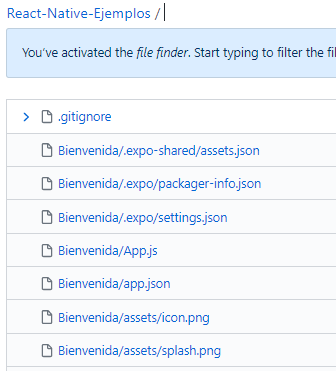 React-Native-Ejemplos /
You've activated the file finder. Start typing to filter the fil
.gitignore
Bienvenida/.expo-shared/assets.json
Bienvenida/.expo/packager-info.json
Bienvenida/.expo/settings.json
Bienvenida/App.js
Bienvenida/app.json
Bienvenida/assets/icon.png
Bienvenida/assets/splash.png